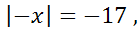 |−x| = −17 ,